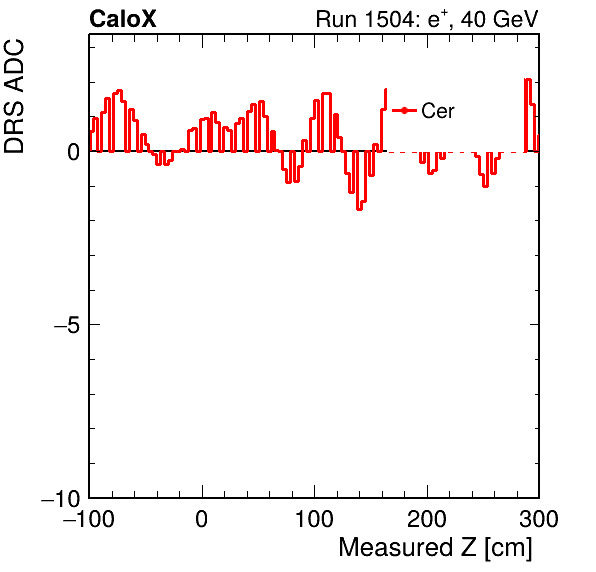 CaloX Run 1504: e⁺, 40 GeV
DRS ADC
Cer
0
−5
−10
−100 0 100 200 300
Measured Z [cm]